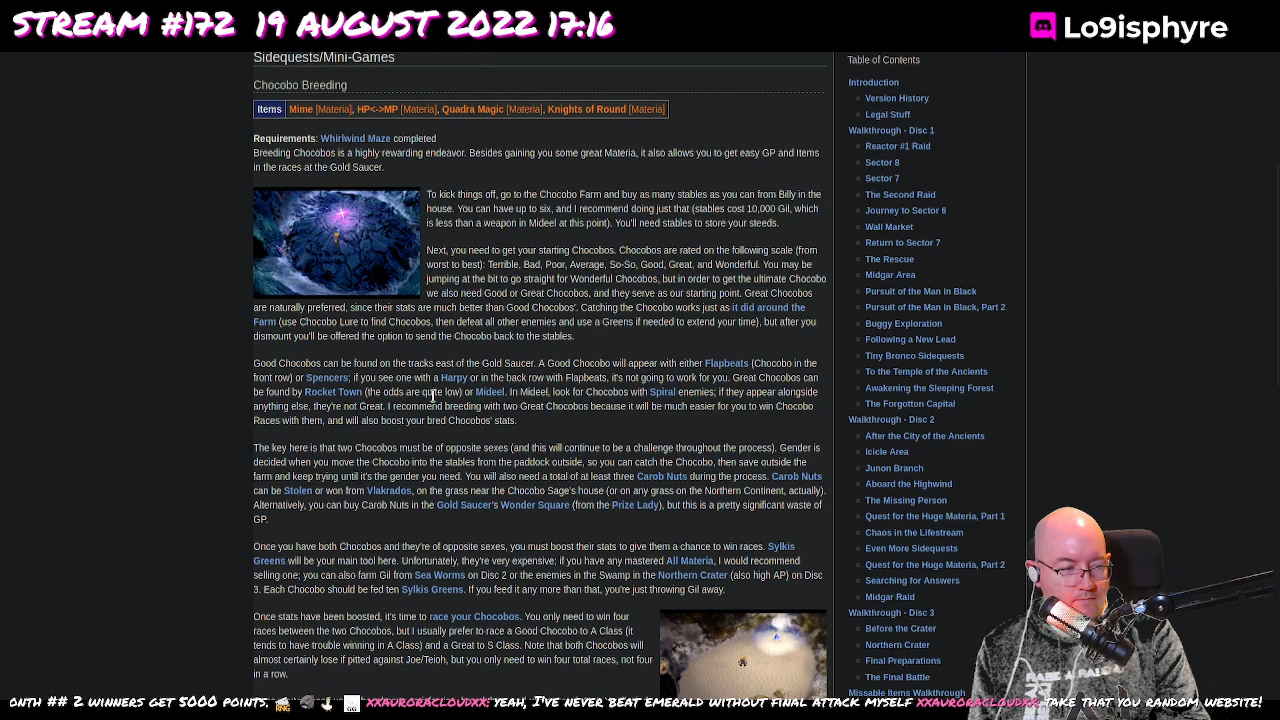 STREAM #172 19 AUGUST 2022 17:16
Lo9isphyre
Sidequests/Mini-Games
Chocobo Breeding
Items Mime [Materia], HP<->MP [Materia], Quadra Magic [Materia], Knights of Round [Materia]
Requirements: Whirlwind Maze completed
Breeding Chocobos is a highly rewarding endeavor. Besides gaining you some great Materia, it also allows you to get easy GP and Items
in the races at the Gold Saucer.
To kick things off, go to the Chocobo Farm and buy as many stables as you can from Billy in the
house. You can have up to six, and I recommend doing just that (stables cost 10,000 Gil, which
is less than a weapon in Mideel at this point). You'll need stables to store your steeds.
Next, you need to get your starting Chocobos. Chocobos are rated on the following scale (from
worst to best): Terrible, Bad, Poor, Average, So-So, Good, Great, and Wonderful. You may be
jumping at the bit to go straight for Wonderful Chocobos, but in order to get the ultimate Chocobo
we also need Good or Great Chocobos, and they serve as our starting point. Great Chocobos
are naturally preferred, since their stats are much better than Good Chocobos'. Catching the Chocobo works just as it did around the
Farm (use Chocobo Lure to find Chocobos, then defeat all other enemies and use a Greens if needed to extend your time), but after you
dismount you'll be offered the option to send the Chocobo back to the stables.
Good Chocobos can be found on the tracks east of the Gold Saucer. A Good Chocobo will appear with either Flapbeats (Chocobo in the
front row) or Spencers; if you see one with a Harpy or in the back row with Flapbeats, it's not going to work for you. Great Chocobos can
be found by Rocket Town (the odds are quite low) or Mideel. In Mideel, look for Chocobos with Spiral enemies; if they appear alongside
anything else, they're not Great. I recommend breeding with two Great Chocobos because it will be much easier for you to win Chocobo
Races with them, and will also boost your bred Chocobos' stats.
The key here is that two Chocobos must be of opposite sexes (and this will continue to be a challenge throughout the process). Gender is
decided when you move the Chocobo into the stables from the paddock outside, so you can catch the Chocobo, then save outside the
farm and keep trying until it's the gender you need. You will also need a total of at least three Carob Nuts during the process. Carob Nuts
can be Stolen or won from Vlakrados, on the grass near the Chocobo Sage's house (or on any grass on the Northern Continent, actually).
Alternatively, you can buy Carob Nuts in the Gold Saucer's Wonder Square (from the Prize Lady), but this is a pretty significant waste of
GP.
Once you have both Chocobos and they're of opposite sexes, you must boost their stats to give them a chance to win races. Sylkis
Greens will be your main tool here. Unfortunately, they're very expensive; if you have any mastered All Materia, I would recommend
selling one; you can also farm Gil from Sea Worms on Disc 2 or the enemies in the Swamp in the Northern Crater (also high AP) on Disc
3. Each Chocobo should be fed ten Sylkis Greens. If you feed it any more than that, you're just throwing Gil away.
Once stats have been boosted, it's time to race your Chocobos. You only need to win four
races between the two Chocobos, but I usually prefer to race a Good Chocobo to A Class (it
tends to have trouble winning in A Class) and a Great to S Class. Note that both Chocobos will
almost certainly lose if pitted against Joe/Teioh, but you only need to win four total races, not four
in a row.
Table of Contents
Introduction
Version History
Legal Stuff
Walkthrough - Disc 1
Reactor #1 Raid
Sector 8
Sector 7
The Second Raid
Journey to Sector 6
Wall Market
Return to Sector 7
The Rescue
Midgar Area
Pursuit of the Man in Black
Pursuit of the Man in Black, Part 2
Buggy Exploration
Following a New Lead
Tiny Bronco Sidequests
To the Temple of the Ancients
Awakening the Sleeping Forest
The Forgotton Capital
Walkthrough - Disc 2
After the City of the Ancients
Icicle Area
Junon Branch
Aboard the Highwind
The Missing Person
Quest for the Huge Materia, Part 1
Chaos in the Lifestream
Even More Sidequests
Quest for the Huge Materia, Part 2
Searching for Answers
Midgar Raid
Walkthrough - Disc 3
Before the Crater
Northern Crater
Final Preparations
The Final Battle
Missable Items Walkthrough
onth ## 2 winners get 5000 points. RNG GG xXAuroraCloudXx: yeah, I've never beat emerald without final attack myself xXAuroraCloudXx: take that you random website!